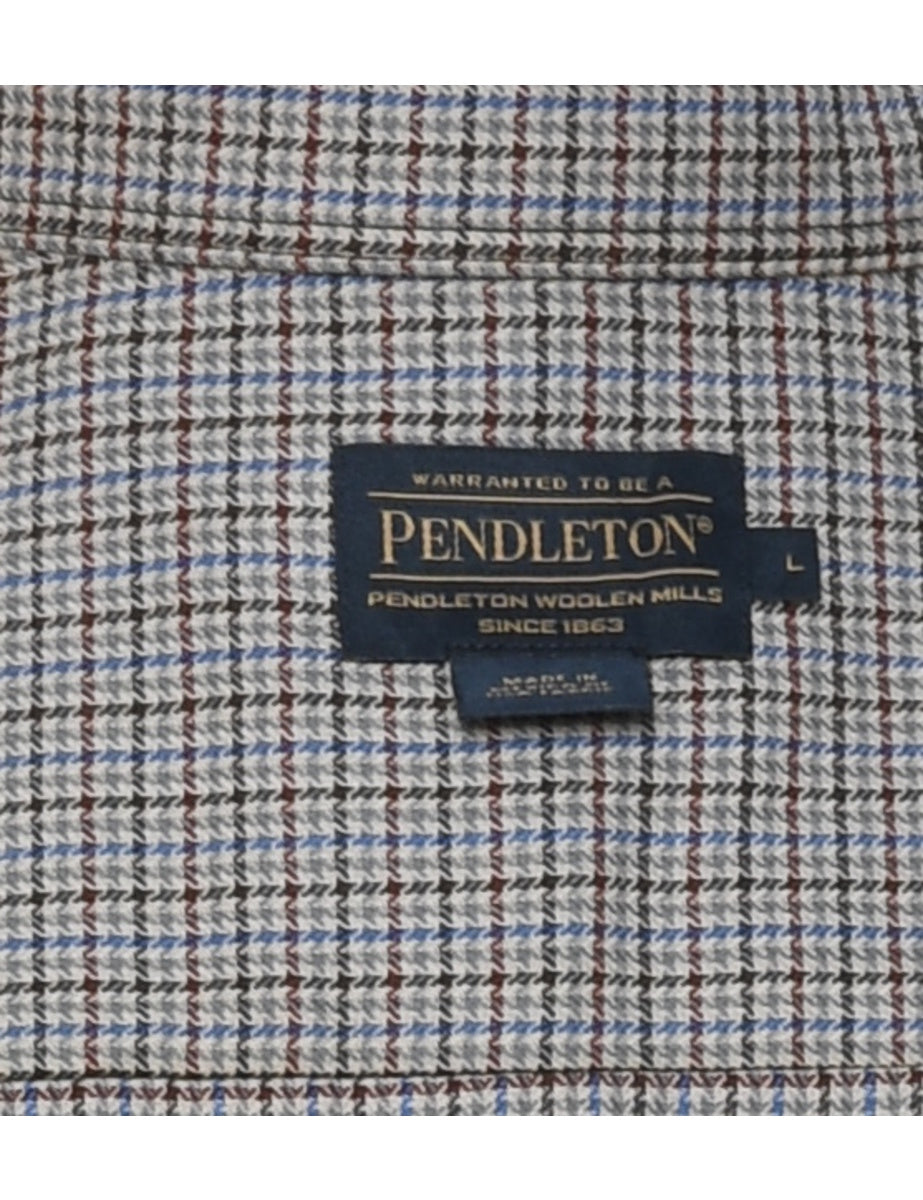 WARRANTED TO BE A
PENDLETON®
PENDLETON WOOLEN MILLS
SINCE 1863
L
MADE IN